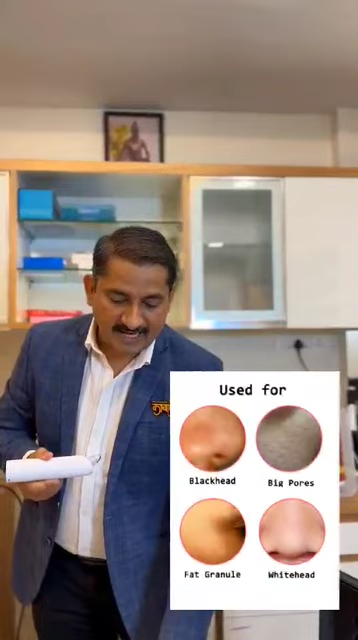 Used for
Blackhead
Big Pores
Fat Granule
Whitehead